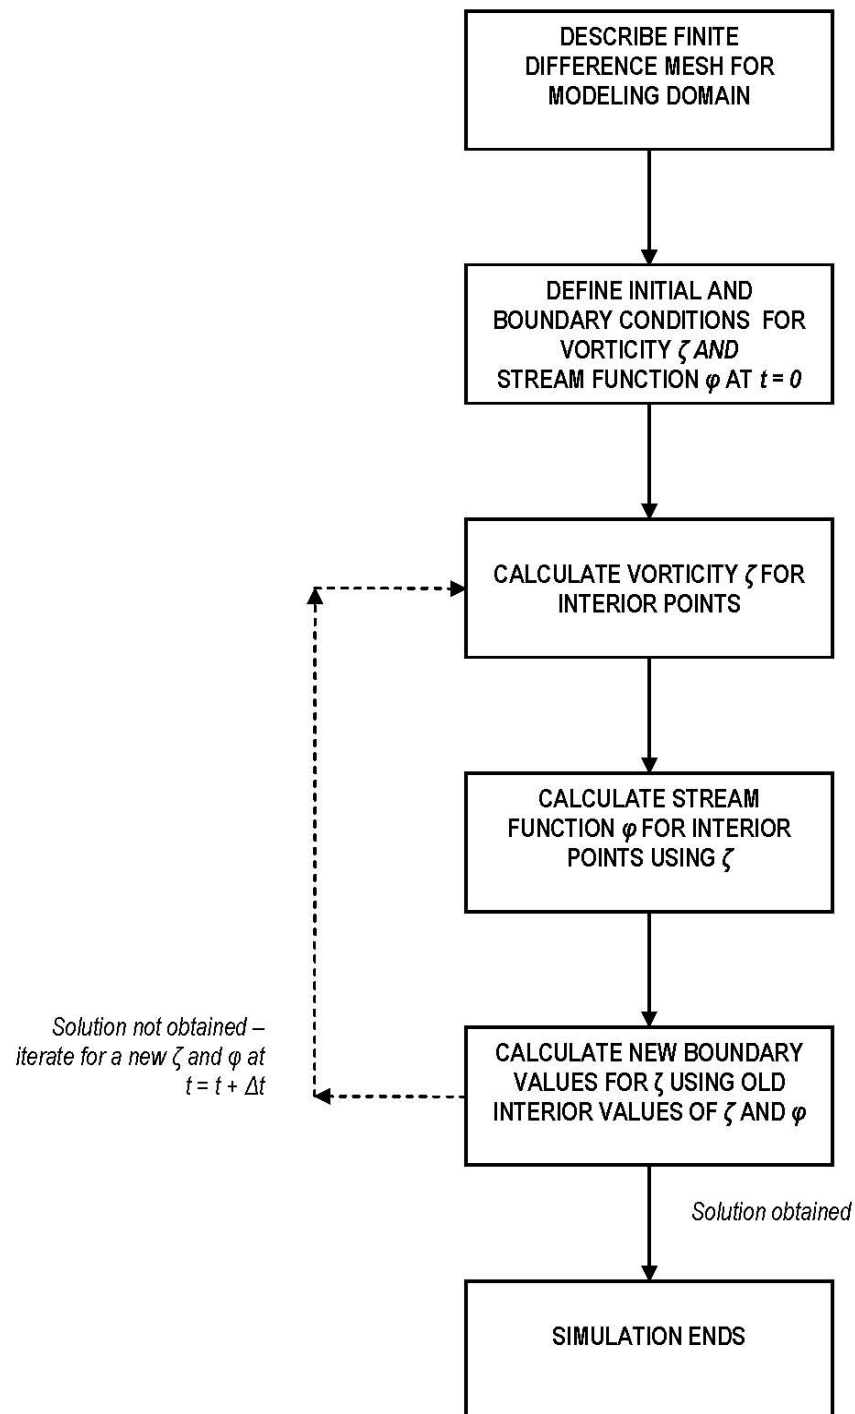 DESCRIBE FINITE
DIFFERENCE MESH FOR
MODELING DOMAIN
DEFINE INITIAL AND
BOUNDARY CONDITIONS FOR
VORTICITY ζ AND
STREAM FUNCTION φ AT t = 0
CALCULATE VORTICITY ζ FOR
INTERIOR POINTS
CALCULATE STREAM
FUNCTION φ FOR INTERIOR
POINTS USING ζ
Solution not obtained –
iterate for a new ζ and φ at
t = t + Δt
CALCULATE NEW BOUNDARY
VALUES FOR ζ USING OLD
INTERIOR VALUES OF ζ AND φ
Solution obtained
SIMULATION ENDS